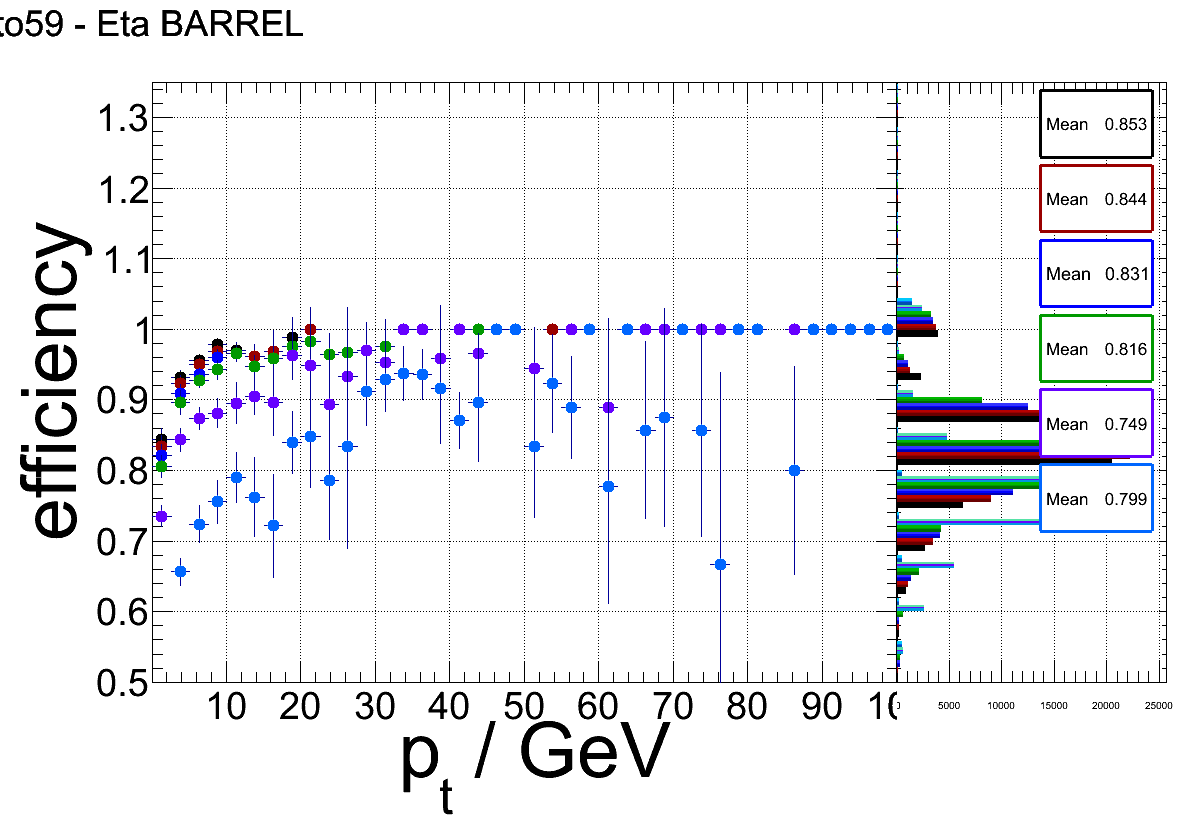 to59 - Eta BARREL
efficiency
1.3
1.2
1.1
1
0.9
0.8
0.7
0.6
0.5
10 20 30 40 50 60 70 80 90
p_t / GeV
5000 10000 15000 20000 25000
Mean 0.853
Mean 0.844
Mean 0.831
Mean 0.816
Mean 0.749
Mean 0.799